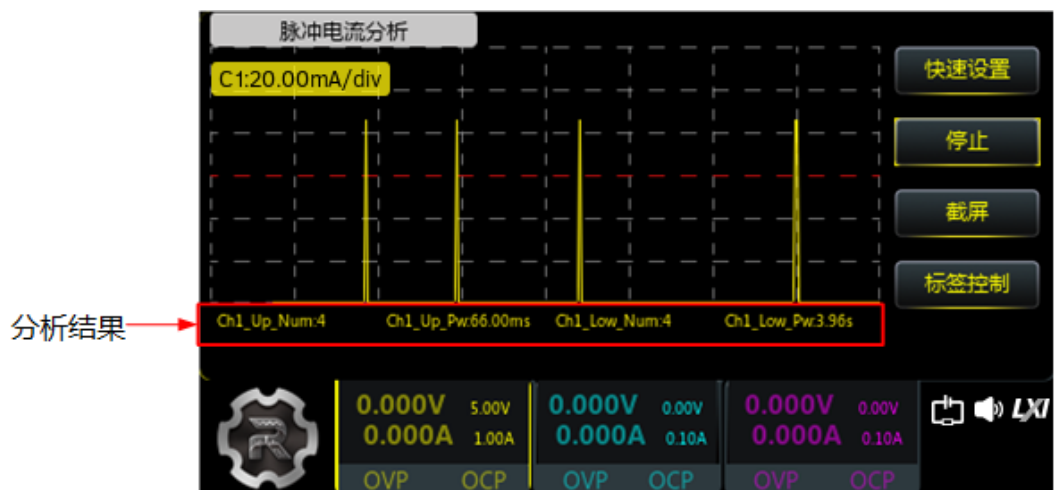 脉冲电流分析
C1:20.00mA/div
快速设置
停止
截屏
标签控制
分析结果
Ch1_Up_Num:4 Ch1_Up_Pw:66.00ms Ch1_Low_Num:4 Ch1_Low_Pw:3.96s
0.000V 5.00V 0.000V 0.00V 0.000V 0.00V
0.000A 1.00A 0.000A 0.10A 0.000A 0.10A
OVP OCP OVP OCP OVP OCP
R
LXI